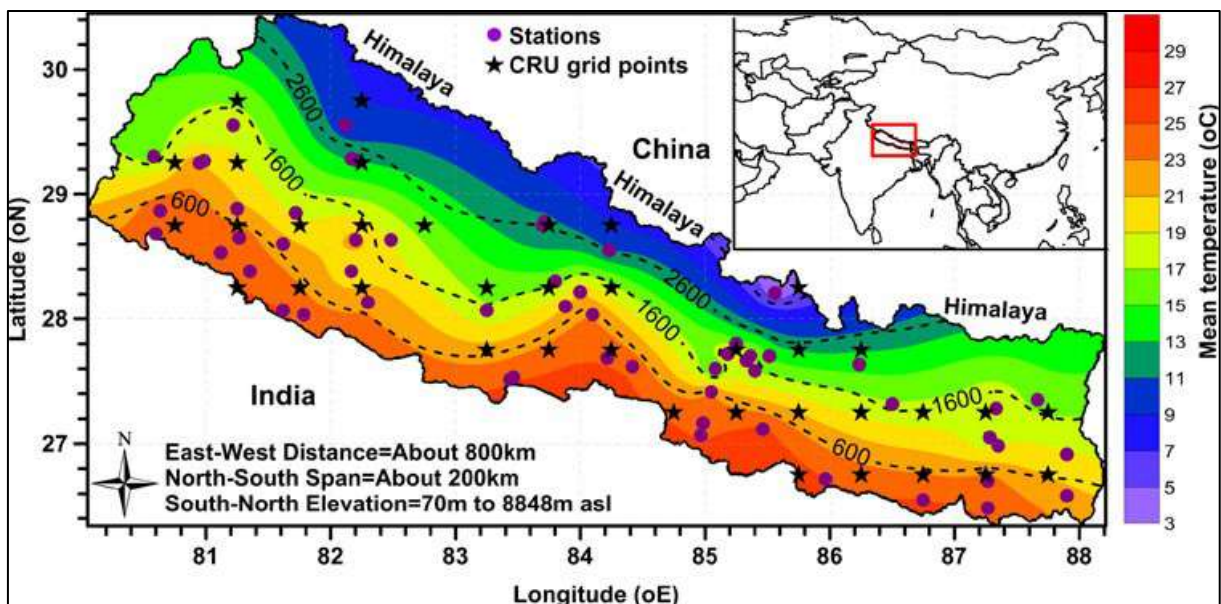 Stations
CRU grid points
Himalaya
China
Himalaya
Himalaya
India
2600
1600
600
1600
2600
1600
600
N
East-West Distance=About 800km
North-South Span=About 200km
South-North Elevation=70m to 8848m asl
Latitude (oN)
30
29
28
27
81
82
83
84
85
86
87
88
Longitude (oE)
29
27
25
23
21
19
17
15
13
11
9
7
5
3
Mean temperature (oC)